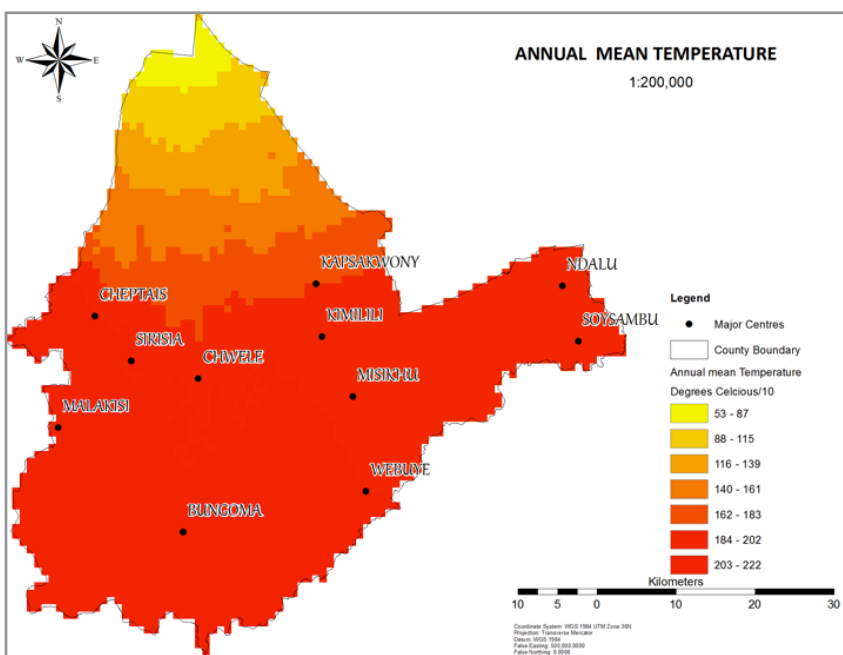 N
W
E
S
ANNUAL MEAN TEMPERATURE
1:200,000
KAPSAKWONY
NDALU
CHEPTAIS
KIMILILI
SOYSAMBU
SIRISIA
CHWELE
MISIKHU
MALAKISI
WEBUYE
BUNGOMA
Legend
Major Centres
County Boundary
Annual mean Temperature
Degrees Celcious/10
53 - 87
88 - 115
116 - 139
140 - 161
162 - 183
184 - 202
203 - 222
Kilometers
10 5 0 10 20 30
Coordinate System: WGS 1984 UTM Zone 36N
Projection: Transverse Mercator
Datum: WGS 1984
False Easting: 500,000.0000
False Northing: 0.0000